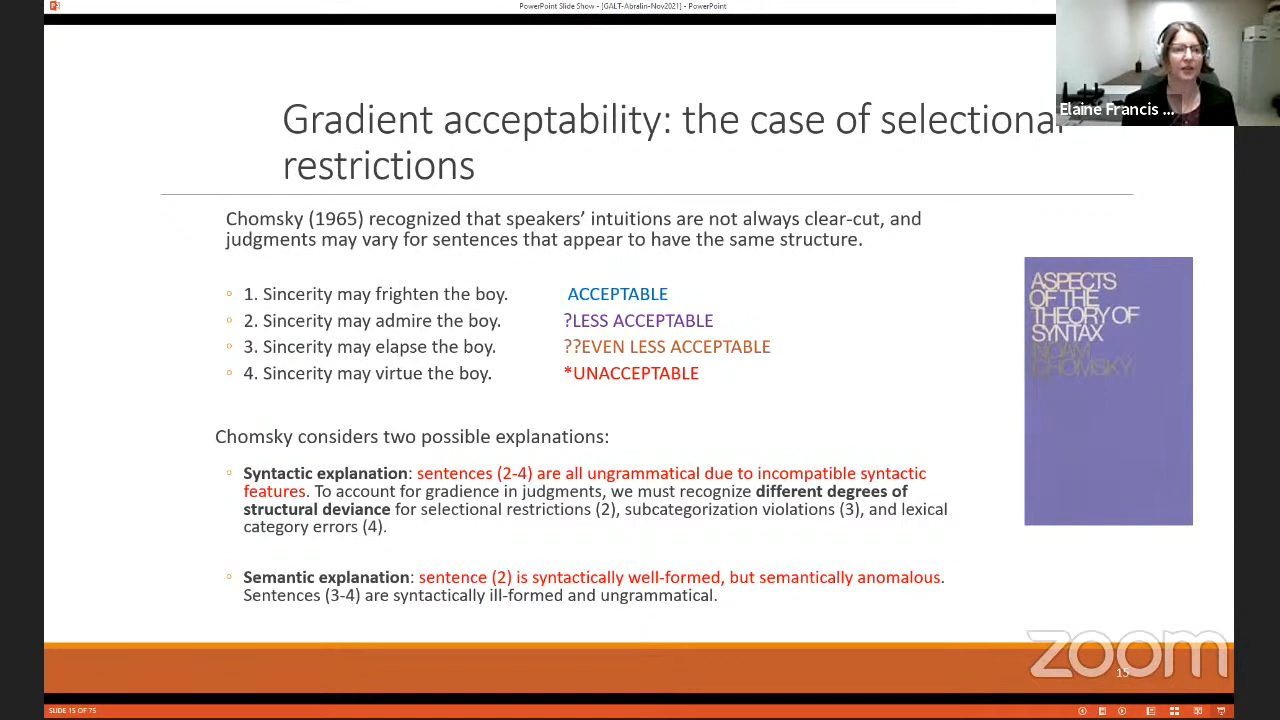 PowerPoint Slide Show - [GALT-Abralin-Nov2021] - PowerPoint
Elaine Francis ...
Gradient acceptability: the case of selectional
restrictions
Chomsky (1965) recognized that speakers’ intuitions are not always clear-cut, and
judgments may vary for sentences that appear to have the same structure.
1. Sincerity may frighten the boy. ACCEPTABLE
2. Sincerity may admire the boy. ?LESS ACCEPTABLE
3. Sincerity may elapse the boy. ??EVEN LESS ACCEPTABLE
4. Sincerity may virtue the boy. *UNACCEPTABLE
ASPECTS
OF THE
THEORY OF
SYNTAX
NOAM
CHOMSKY
Chomsky considers two possible explanations:
Syntactic explanation: sentences (2-4) are all ungrammatical due to incompatible syntactic
features. To account for gradience in judgments, we must recognize different degrees of
structural deviance for selectional restrictions (2), subcategorization violations (3), and lexical
category errors (4).
Semantic explanation: sentence (2) is syntactically well-formed, but semantically anomalous.
Sentences (3-4) are syntactically ill-formed and ungrammatical.
zoom
15
SLIDE 15 OF 75